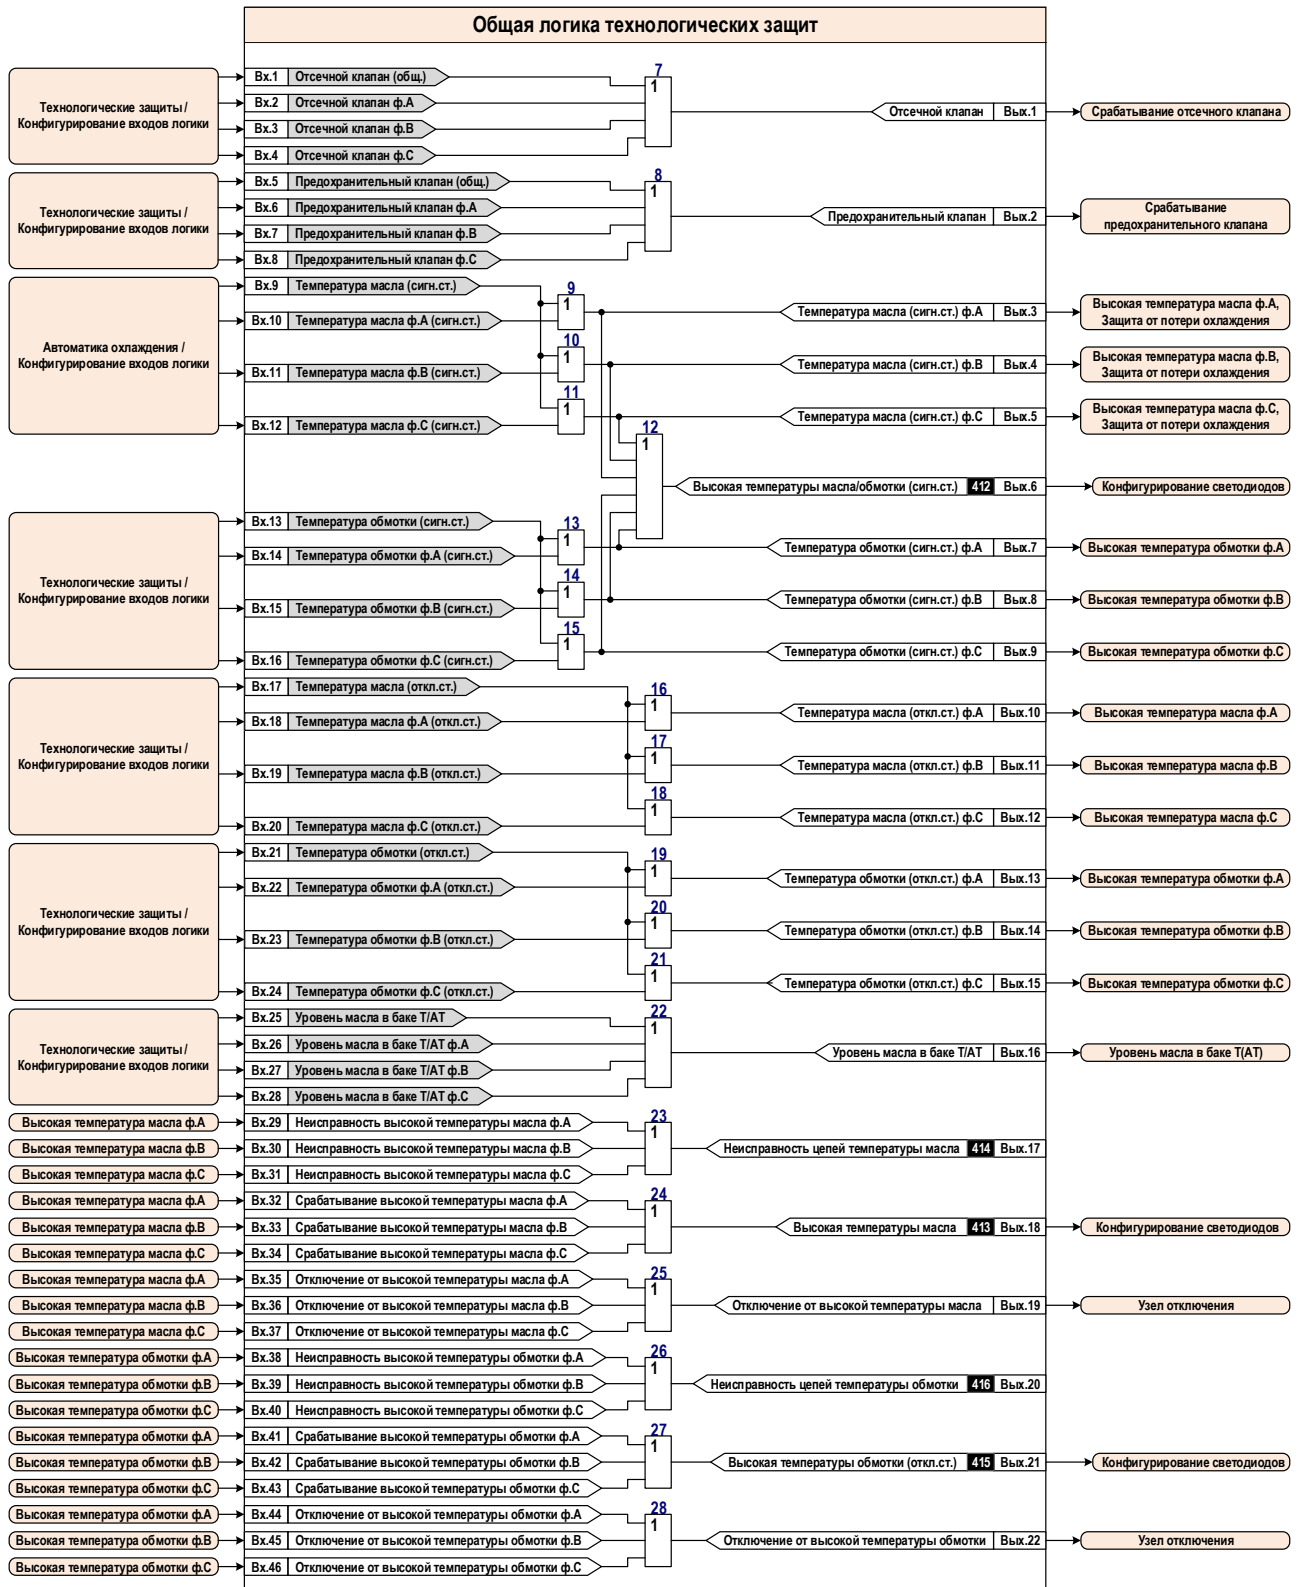 Общая логика технологических защит
Технологические защиты /
Конфигурирование входов логики
Вх.1 Отсечной клапан (общ.)
Вх.2 Отсечной клапан ф.А
Вх.3 Отсечной клапан ф.В
Вх.4 Отсечной клапан ф.С
7
1
Отсечной клапан Вых.1
Срабатывание отсечного клапана
Технологические защиты /
Конфигурирование входов логики
Вх.5 Предохранительный клапан (общ.)
Вх.6 Предохранительный клапан ф.А
Вх.7 Предохранительный клапан ф.В
Вх.8 Предохранительный клапан ф.С
8
1
Предохранительный клапан Вых.2
Срабатывание
предохранительного клапана
Автоматика охлаждения /
Конфигурирование входов логики
Вх.9 Температура масла (сигн.ст.)
Вх.10 Температура масла ф.А (сигн.ст.)
Вх.11 Температура масла ф.В (сигн.ст.)
Вх.12 Температура масла ф.С (сигн.ст.)
9
1
10
1
11
1
12
1
Температура масла (сигн.ст.) ф.А Вых.3
Высокая температура масла ф.А,
Защита от потери охлаждения
Температура масла (сигн.ст.) ф.В Вых.4
Высокая температура масла ф.В,
Защита от потери охлаждения
Температура масла (сигн.ст.) ф.С Вых.5
Высокая температура масла ф.С,
Защита от потери охлаждения
Высокая температуры масла/обмотки (сигн.ст.) 412 Вых.6
Конфигурирование светодиодов
Технологические защиты /
Конфигурирование входов логики
Вх.13 Температура обмотки (сигн.ст.)
Вх.14 Температура обмотки ф.А (сигн.ст.)
Вх.15 Температура обмотки ф.В (сигн.ст.)
Вх.16 Температура обмотки ф.С (сигн.ст.)
13
1
14
1
15
1
Температура обмотки (сигн.ст.) ф.А Вых.7
Высокая температура обмотки ф.А
Температура обмотки (сигн.ст.) ф.В Вых.8
Высокая температура обмотки ф.В
Температура обмотки (сигн.ст.) ф.С Вых.9
Высокая температура обмотки ф.С
Технологические защиты /
Конфигурирование входов логики
Вх.17 Температура масла (откл.ст.)
Вх.18 Температура масла ф.А (откл.ст.)
Вх.19 Температура масла ф.В (откл.ст.)
Вх.20 Температура масла ф.С (откл.ст.)
16
1
17
1
18
1
Температура масла (откл.ст.) ф.А Вых.10
Высокая температура масла ф.А
Температура масла (откл.ст.) ф.В Вых.11
Высокая температура масла ф.В
Температура масла (откл.ст.) ф.С Вых.12
Высокая температура масла ф.С
Технологические защиты /
Конфигурирование входов логики
Вх.21 Температура обмотки (откл.ст.)
Вх.22 Температура обмотки ф.А (откл.ст.)
Вх.23 Температура обмотки ф.В (откл.ст.)
Вх.24 Температура обмотки ф.С (откл.ст.)
19
1
20
1
21
1
Температура обмотки (откл.ст.) ф.А Вых.13
Высокая температура обмотки ф.А
Температура обмотки (откл.ст.) ф.В Вых.14
Высокая температура обмотки ф.В
Температура обмотки (откл.ст.) ф.С Вых.15
Высокая температура обмотки ф.С
Технологические защиты /
Конфигурирование входов логики
Вх.25 Уровень масла в баке Т/АТ
Вх.26 Уровень масла в баке Т/АТ ф.А
Вх.27 Уровень масла в баке Т/АТ ф.В
Вх.28 Уровень масла в баке Т/АТ ф.С
22
1
Уровень масла в баке Т/АТ Вых.16
Уровень масла в баке Т(АТ)
Высокая температура масла ф.А Вх.29 Неисправность высокой температуры масла ф.А
Высокая температура масла ф.В Вх.30 Неисправность высокой температуры масла ф.В
Высокая температура масла ф.С Вх.31 Неисправность высокой температуры масла ф.С
23
1
Неисправность цепей температуры масла 414 Вых.17
Высокая температура масла ф.А Вх.32 Срабатывание высокой температуры масла ф.А
Высокая температура масла ф.В Вх.33 Срабатывание высокой температуры масла ф.В
Высокая температура масла ф.С Вх.34 Срабатывание высокой температуры масла ф.С
24
1
Высокая температуры масла 413 Вых.18
Конфигурирование светодиодов
Высокая температура масла ф.А Вх.35 Отключение от высокой температуры масла ф.А
Высокая температура масла ф.В Вх.36 Отключение от высокой температуры масла ф.В
Высокая температура масла ф.С Вх.37 Отключение от высокой температуры масла ф.С
25
1
Отключение от высокой температуры масла Вых.19
Узел отключения
Высокая температура обмотки ф.А Вх.38 Неисправность высокой температуры обмотки ф.А
Высокая температура обмотки ф.В Вх.39 Неисправность высокой температуры обмотки ф.В
Высокая температура обмотки ф.С Вх.40 Неисправность высокой температуры обмотки ф.С
26
1
Неисправность цепей температуры обмотки 416 Вых.20
Высокая температура обмотки ф.А Вх.41 Срабатывание высокой температуры обмотки ф.А
Высокая температура обмотки ф.В Вх.42 Срабатывание высокой температуры обмотки ф.В
Высокая температура обмотки ф.С Вх.43 Срабатывание высокой температуры обмотки ф.С
27
1
Высокая температуры обмотки (откл.ст.) 415 Вых.21
Конфигурирование светодиодов
Высокая температура обмотки ф.А Вх.44 Отключение от высокой температуры обмотки ф.А
Высокая температура обмотки ф.В Вх.45 Отключение от высокой температуры обмотки ф.В
Высокая температура обмотки ф.С Вх.46 Отключение от высокой температуры обмотки ф.С
28
1
Отключение от высокой температуры обмотки Вых.22
Узел отключения